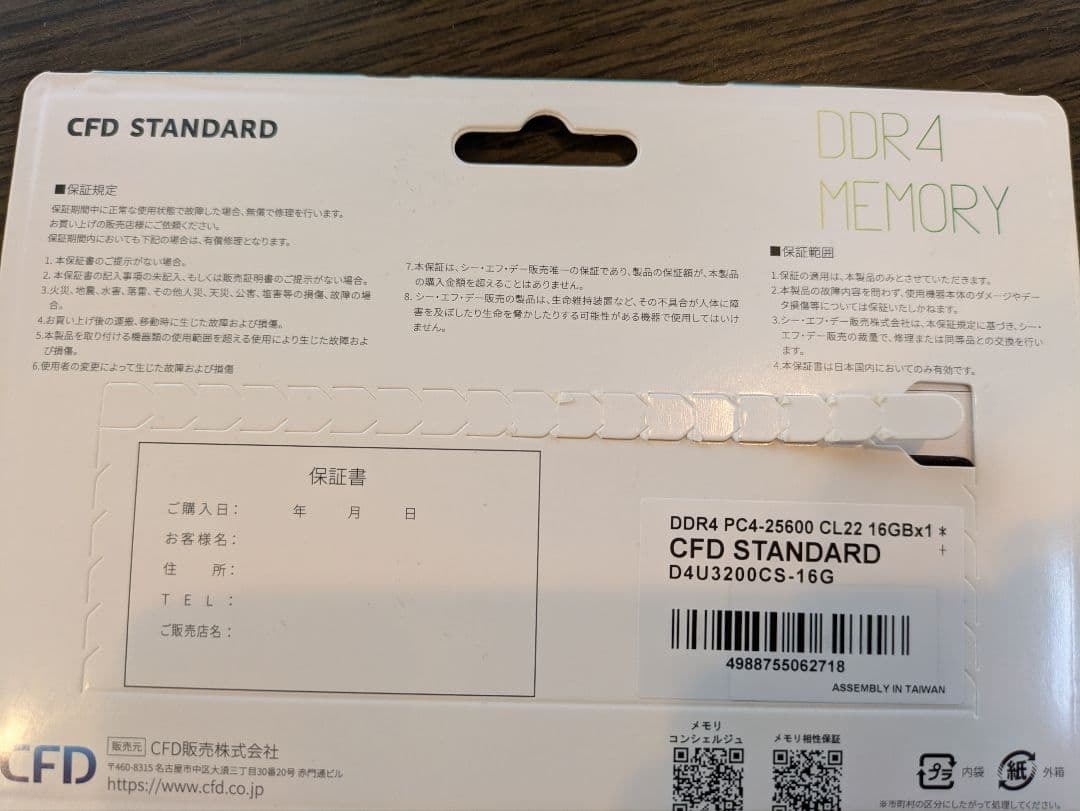 CFD STANDARD
DDR4
MEMORY
■保証規定
保証期間中に正常な使用状態で故障した場合、無償で修理を行います。
お買い上げの販売店様にご依頼ください。
保証期間内においても下記の場合は、有償修理となります。
1. 本保証書のご提示がない場合。
2. 本保証書の記入事項の未記入、もしくは販売証明書のご提示がない場合。
3.火災、地震、水害、落雷、その他人災、天災、公害、塩害等の損傷、故障の場
合。
4.お買い上げ後の運搬、移動時に生じた故障および損傷。
5.本製品を取り付ける機器類の使用範囲を超える使用により生じた故障およ
び損傷。
6.使用者の変更によって生じた故障および損傷
7.本保証は、シー・エフ・デー販売唯一の保証であり、製品の保証額が、本製品
の購入金額を超えることはありません。
8. シー・エフ・デー販売の製品は、生命維持装置など、その不具合が人体に障
害を及ぼしたり生命を脅かしたりする可能性がある機器で使用してはいけ
ません。
■保証範囲
1.保証の適用は、本製品のみとさせていただきます。
2.本製品の故障内容を問わず、使用機器本体のダメージやデー
タ損傷等については保証いたしかねます。
3.シー・エフ・デー販売株式会社は、本保証規定に基づき、シー・
エフ・デー販売の裁量で、修理または同等品との交換を行い
ます。
4.本保証書は日本国内においてのみ有効です。
保証書
ご購入日： 年 月 日
お客様名：
住 所：
T E L ：
ご販売店名：
DDR4 PC4-25600 CL22 16GBx1 *
CFD STANDARD +
D4U3200CS-16G
4988755062718
ASSEMBLY IN TAIWAN
CFD
販売元 CFD販売株式会社
〒460-8315 名古屋市中区大須三丁目30番20号 赤門通ビル
https://www.cfd.co.jp
メモリ
コンシェルジュ
メモリ相性保証
プラ 内袋
紙 外箱
※市町村の区分にしたがって処理してください。